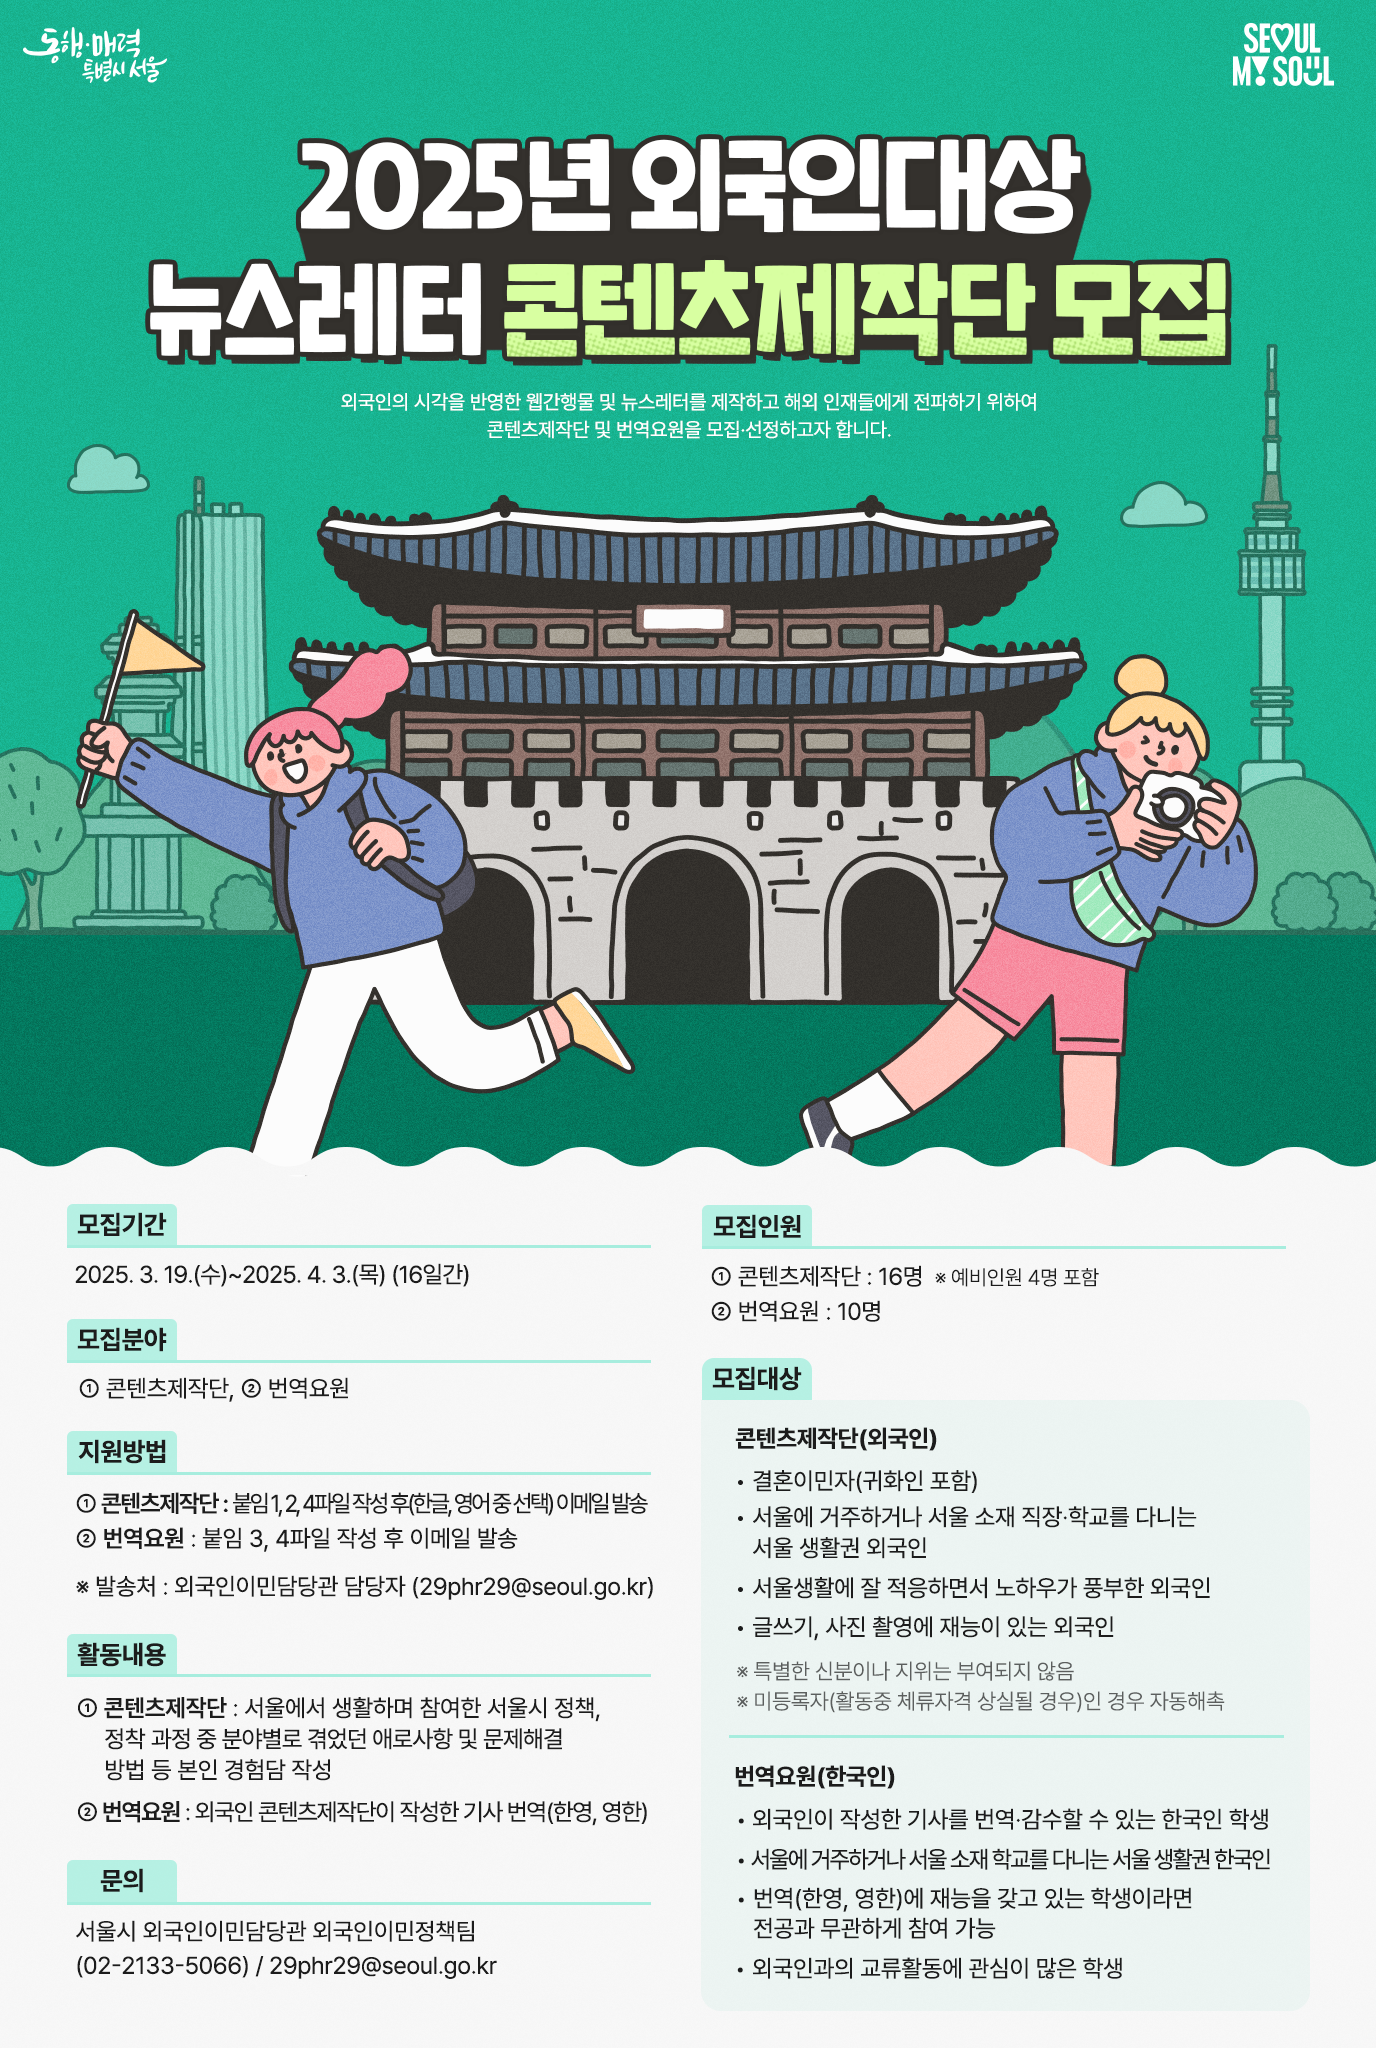 동행·매력
특별시 서울
SEOUL
MY SOUL
2025년 외국인대상
뉴스레터 콘텐츠제작단 모집
외국인의 시각을 반영한 웹간행물 및 뉴스레터를 제작하고 해외 인재들에게 전파하기 위하여
콘텐츠제작단 및 번역요원을 모집·선정하고자 합니다.
모집기간
2025. 3. 19.(수)~2025. 4. 3.(목) (16일간)
모집분야
① 콘텐츠제작단, ② 번역요원
지원방법
① 콘텐츠제작단 : 붙임 1, 2, 4파일 작성 후(한글, 영어 중 선택) 이메일 발송
② 번역요원 : 붙임 3, 4파일 작성 후 이메일 발송
※ 발송처 : 외국인이민담당관 담당자 (29phr29@seoul.go.kr)
활동내용
① 콘텐츠제작단 : 서울에서 생활하며 참여한 서울시 정책,
정착 과정 중 분야별로 겪었던 애로사항 및 문제해결
방법 등 본인 경험담 작성
② 번역요원 : 외국인 콘텐츠제작단이 작성한 기사 번역(한영, 영한)
문의
서울시 외국인이민담당관 외국인이민정책팀
(02-2133-5066) / 29phr29@seoul.go.kr
모집인원
① 콘텐츠제작단 : 16명 ※ 예비인원 4명 포함
② 번역요원 : 10명
모집대상
콘텐츠제작단(외국인)
• 결혼이민자(귀화인 포함)
• 서울에 거주하거나 서울 소재 직장·학교를 다니는
서울 생활권 외국인
• 서울생활에 잘 적응하면서 노하우가 풍부한 외국인
• 글쓰기, 사진 촬영에 재능이 있는 외국인
※ 특별한 신분이나 지위는 부여되지 않음
※ 미등록자(활동중 체류자격 상실될 경우)인 경우 자동해촉
번역요원(한국인)
• 외국인이 작성한 기사를 번역·감수할 수 있는 한국인 학생
• 서울에 거주하거나 서울 소재 학교를 다니는 서울 생활권 한국인
• 번역(한영, 영한)에 재능을 갖고 있는 학생이라면
전공과 무관하게 참여 가능
• 외국인과의 교류활동에 관심이 많은 학생